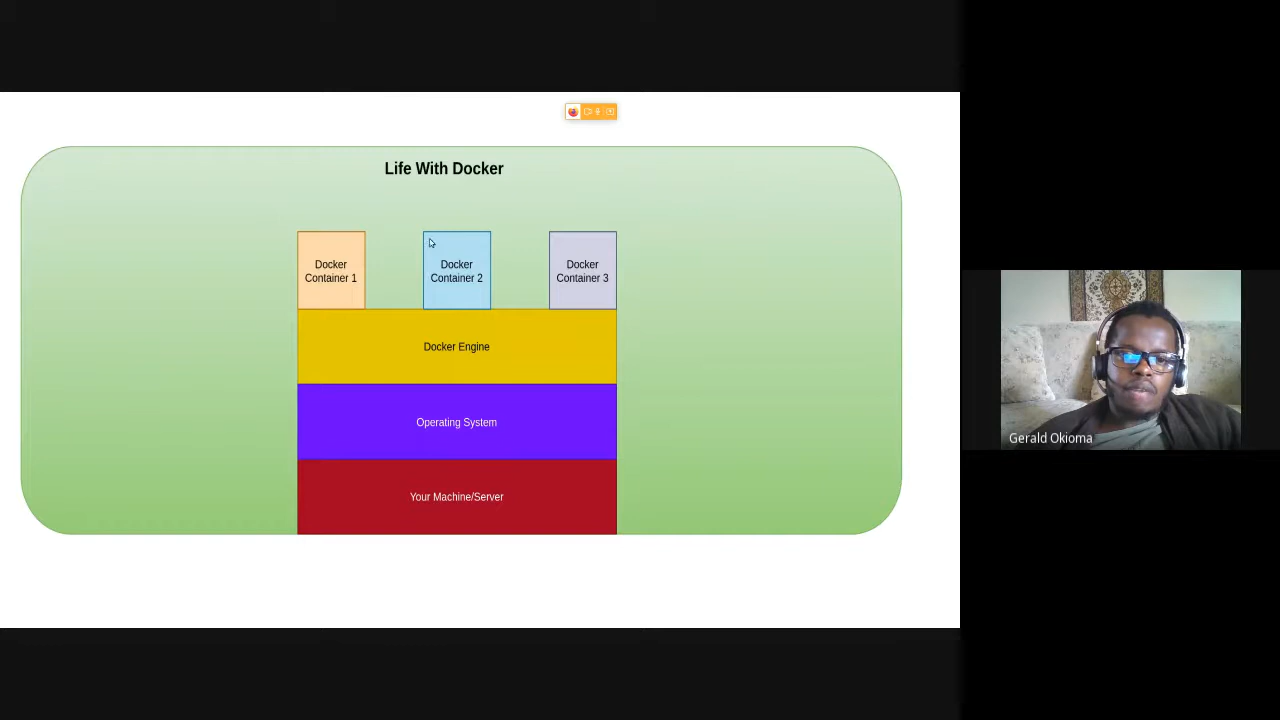 Life With Docker
Docker
Container 1
Docker
Container 2
Docker
Container 3
Docker Engine
Operating System
Your Machine/Server
Gerald Okioma